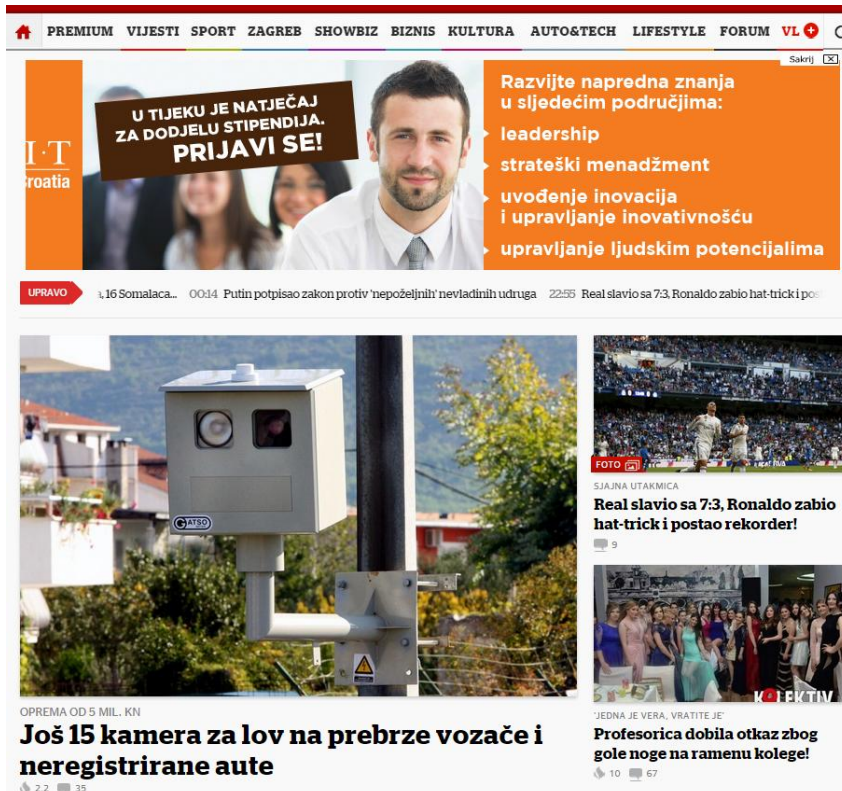 PREMIUM VIJESTI SPORT ZAGREB SHOWBIZ BIZNIS KULTURA AUTO&TECH LIFESTYLE FORUM VL
Sakrij
U TIJEKU JE NATJEČAJ
ZA DODJELU STIPENDIJA.
PRIJAVI SE!
Razvijte napredna znanja
u sljedećim područjima:
leadership
strateški menadžment
uvođenje inovacija
i upravljanje inovativnošću
upravljanje ljudskim potencijalima
I·T
Croatia
UPRAVO
, 16 Somalaca... 00:14 Putin potpisao zakon protiv 'nepoželjnih' nevladinih udruga 22:55 Real slavio sa 7:3, Ronaldo zabio hat-trick i pos
GATSO
OPREMA OD 5 MIL. KN
Još 15 kamera za lov na prebrze vozače i
neregistrirane aute
2,2 35
FOTO
SJAJNA UTAKMICA
Real slavio sa 7:3, Ronaldo zabio
hat-trick i postao rekorder!
9
KOLEKTIV
'JEDNA JE VERA, VRATITE JE'
Profesorica dobila otkaz zbog
gole noge na ramenu kolege!
10 67